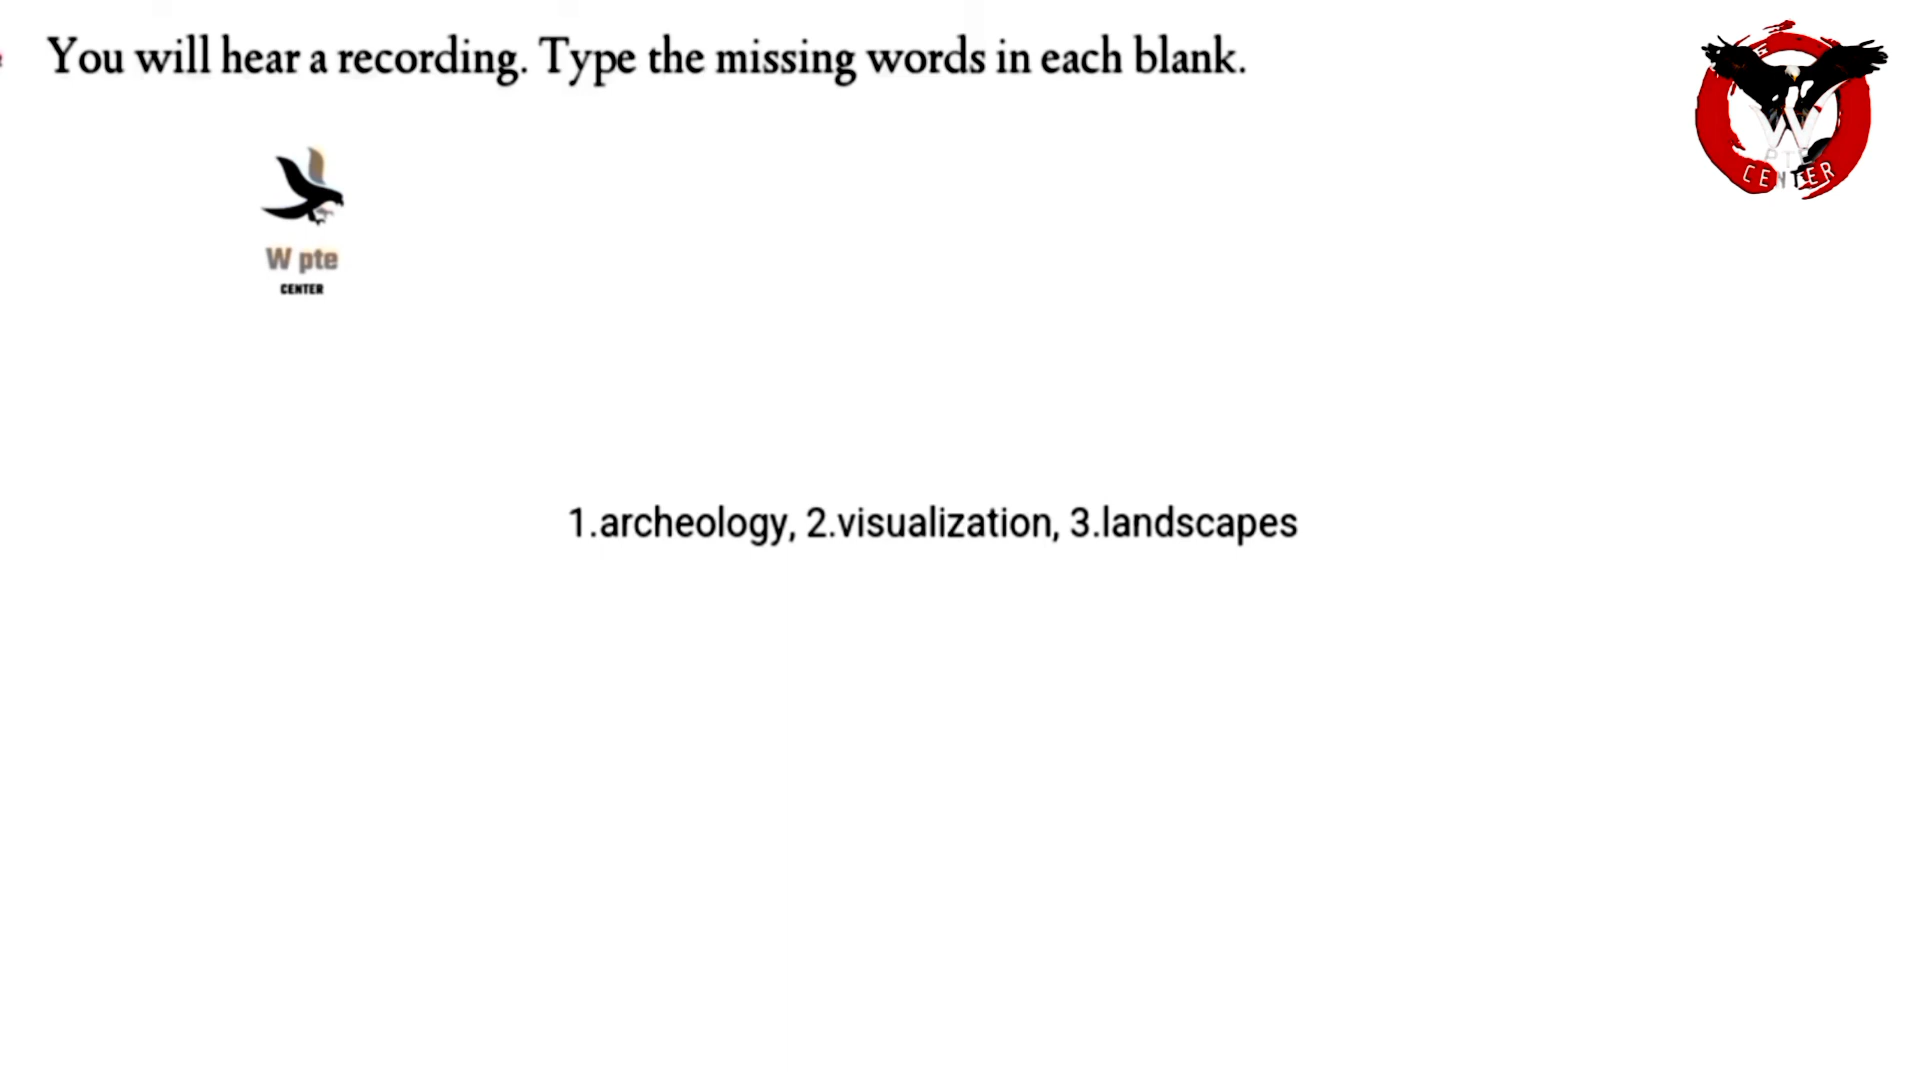 You will hear a recording. Type the missing words in each blank.
W
PTE
CENTER
W pte
CENTER
1.archeology, 2.visualization, 3.landscapes